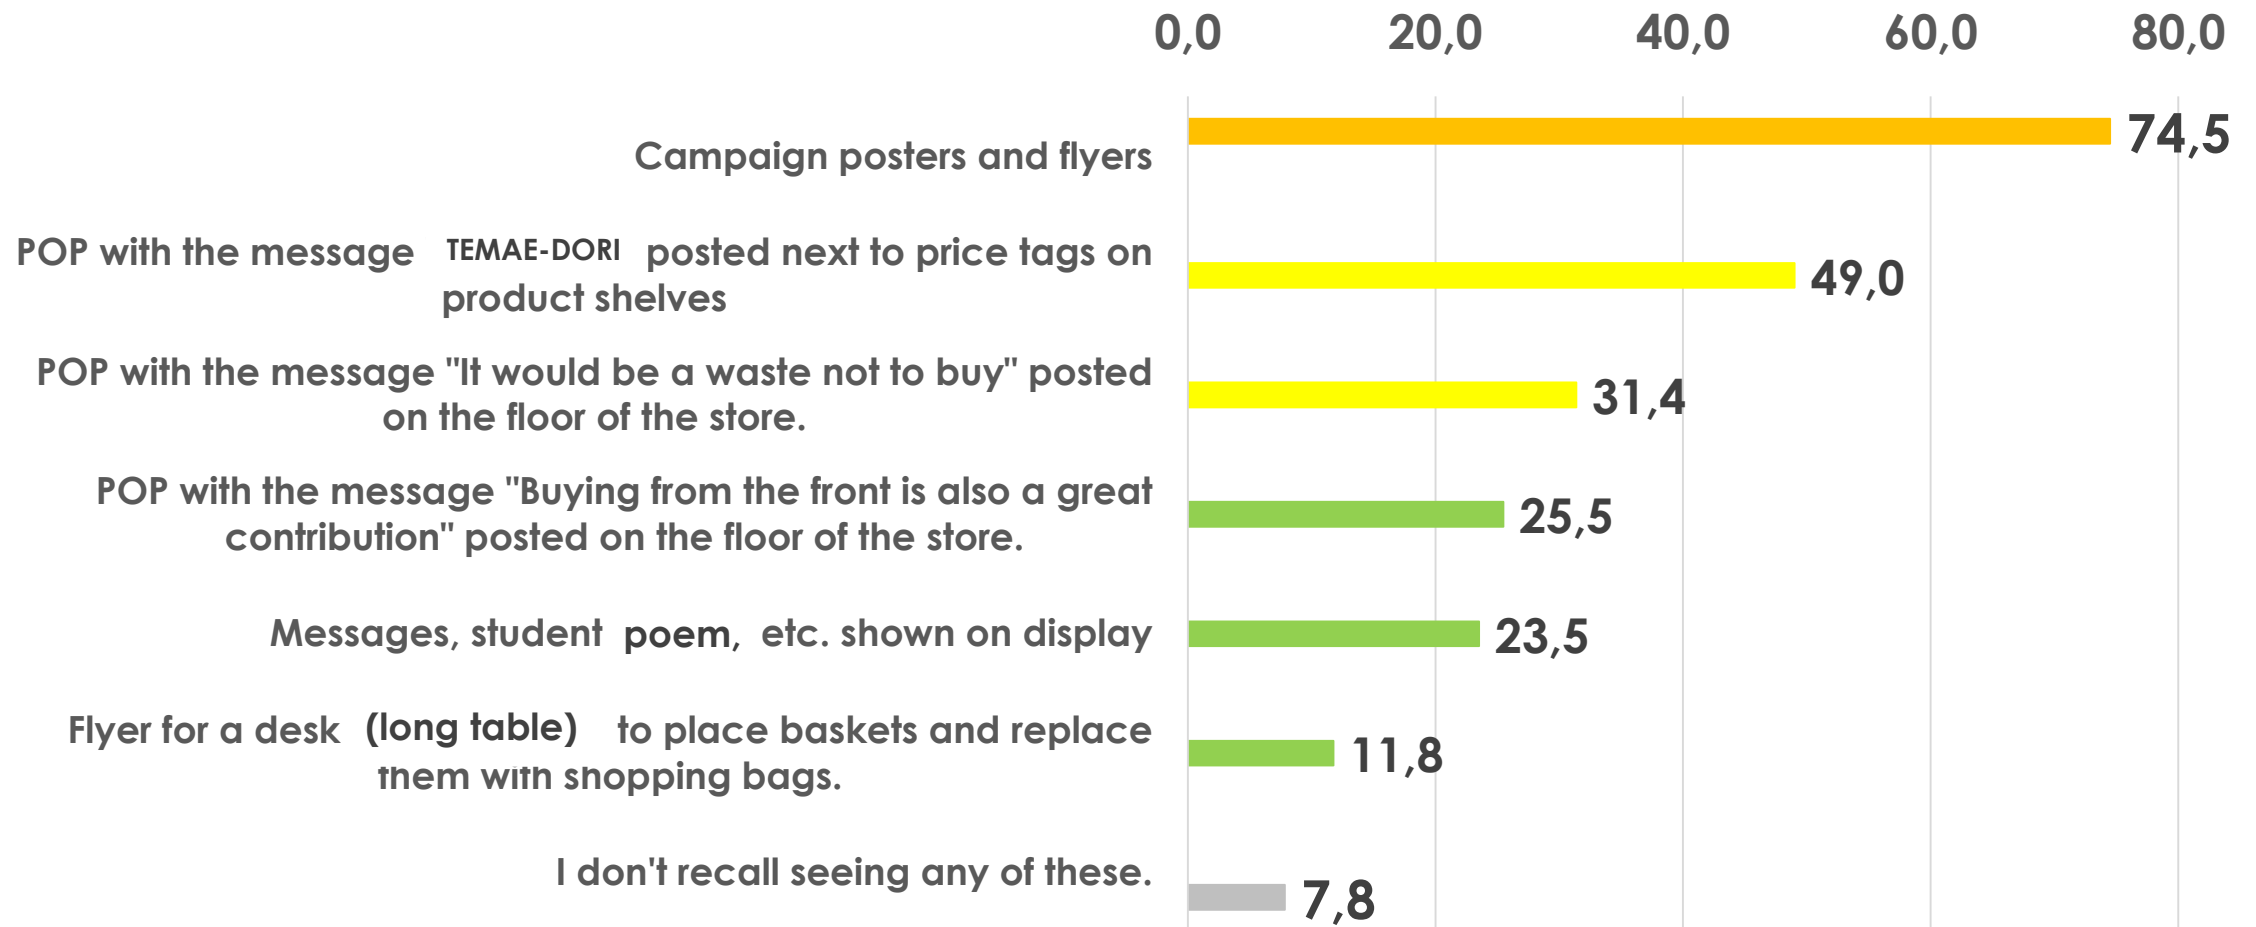 0,0 20,0 40,0 60,0 80,0
Campaign posters and flyers
74,5
POP with the message TEMAE-DORI posted next to price tags on
product shelves
49,0
POP with the message "It would be a waste not to buy" posted
on the floor of the store.
31,4
POP with the message "Buying from the front is also a great
contribution" posted on the floor of the store.
25,5
Messages, student poem, etc. shown on display
23,5
Flyer for a desk (long table) to place baskets and replace
them with shopping bags.
11,8
I don't recall seeing any of these.
7,8